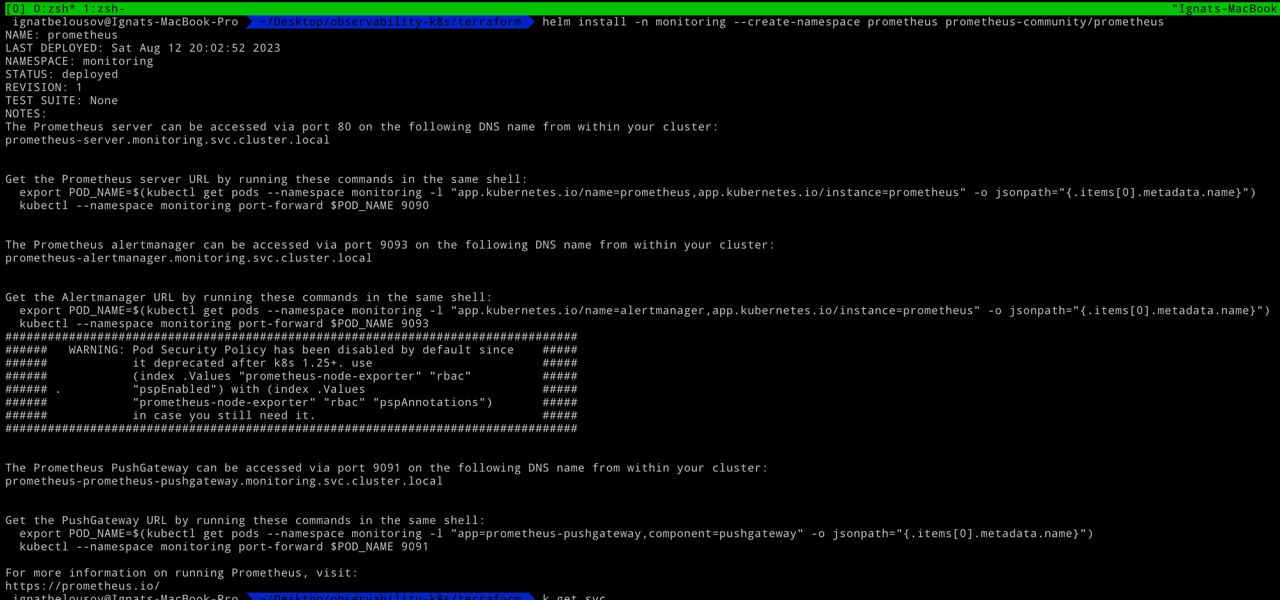 [0] 0:zsh* 1:zsh- "Ignats-MacBook
ignatbelousov@Ignats-MacBook-Pro ~/Desktop/observability-k8s/terraform helm install -n monitoring --create-namespace prometheus prometheus-community/prometheus
NAME: prometheus
LAST DEPLOYED: Sat Aug 12 20:02:52 2023
NAMESPACE: monitoring
STATUS: deployed
REVISION: 1
TEST SUITE: None
NOTES:
The Prometheus server can be accessed via port 80 on the following DNS name from within your cluster:
prometheus-server.monitoring.svc.cluster.local
Get the Prometheus server URL by running these commands in the same shell:
export POD_NAME=$(kubectl get pods --namespace monitoring -l "app.kubernetes.io/name=prometheus,app.kubernetes.io/instance=prometheus" -o jsonpath="{.items[0].metadata.name}")
kubectl --namespace monitoring port-forward $POD_NAME 9090
The Prometheus alertmanager can be accessed via port 9093 on the following DNS name from within your cluster:
prometheus-alertmanager.monitoring.svc.cluster.local
Get the Alertmanager URL by running these commands in the same shell:
export POD_NAME=$(kubectl get pods --namespace monitoring -l "app.kubernetes.io/name=alertmanager,app.kubernetes.io/instance=prometheus" -o jsonpath="{.items[0].metadata.name}")
kubectl --namespace monitoring port-forward $POD_NAME 9093
#################################################################################
###### WARNING: Pod Security Policy has been disabled by default since #####
###### it deprecated after k8s 1.25+. use #####
###### (index .Values "prometheus-node-exporter" "rbac" #####
###### . "pspEnabled") with (index .Values #####
###### "prometheus-node-exporter" "rbac" "pspAnnotations") #####
###### in case you still need it. #####
#################################################################################
The Prometheus PushGateway can be accessed via port 9091 on the following DNS name from within your cluster:
prometheus-prometheus-pushgateway.monitoring.svc.cluster.local
Get the PushGateway URL by running these commands in the same shell:
export POD_NAME=$(kubectl get pods --namespace monitoring -l "app=prometheus-pushgateway,component=pushgateway" -o jsonpath="{.items[0].metadata.name}")
kubectl --namespace monitoring port-forward $POD_NAME 9091
For more information on running Prometheus, visit:
https://prometheus.io/
ignatbelousov@Ignats-MacBook-Pro ~/Desktop/observability-k8s/terraform k get svc